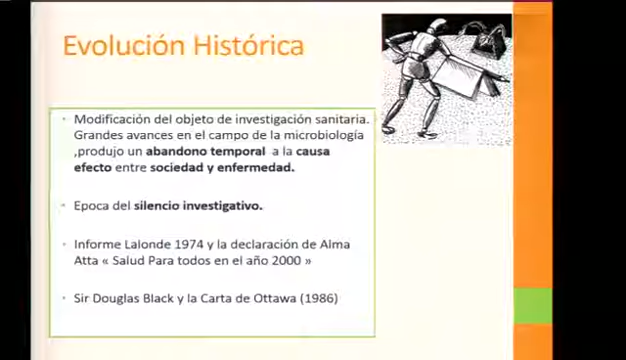 Evolución Histórica
Modificación del objeto de investigación sanitaria.
Grandes avances en el campo de la microbiología
,produjo un abandono temporal a la causa
efecto entre sociedad y enfermedad.
Epoca del silencio investigativo.
Informe Lalonde 1974 y la declaración de Alma
Atta « Salud Para todos en el año 2000 »
Sir Douglas Black y la Carta de Ottawa (1986)